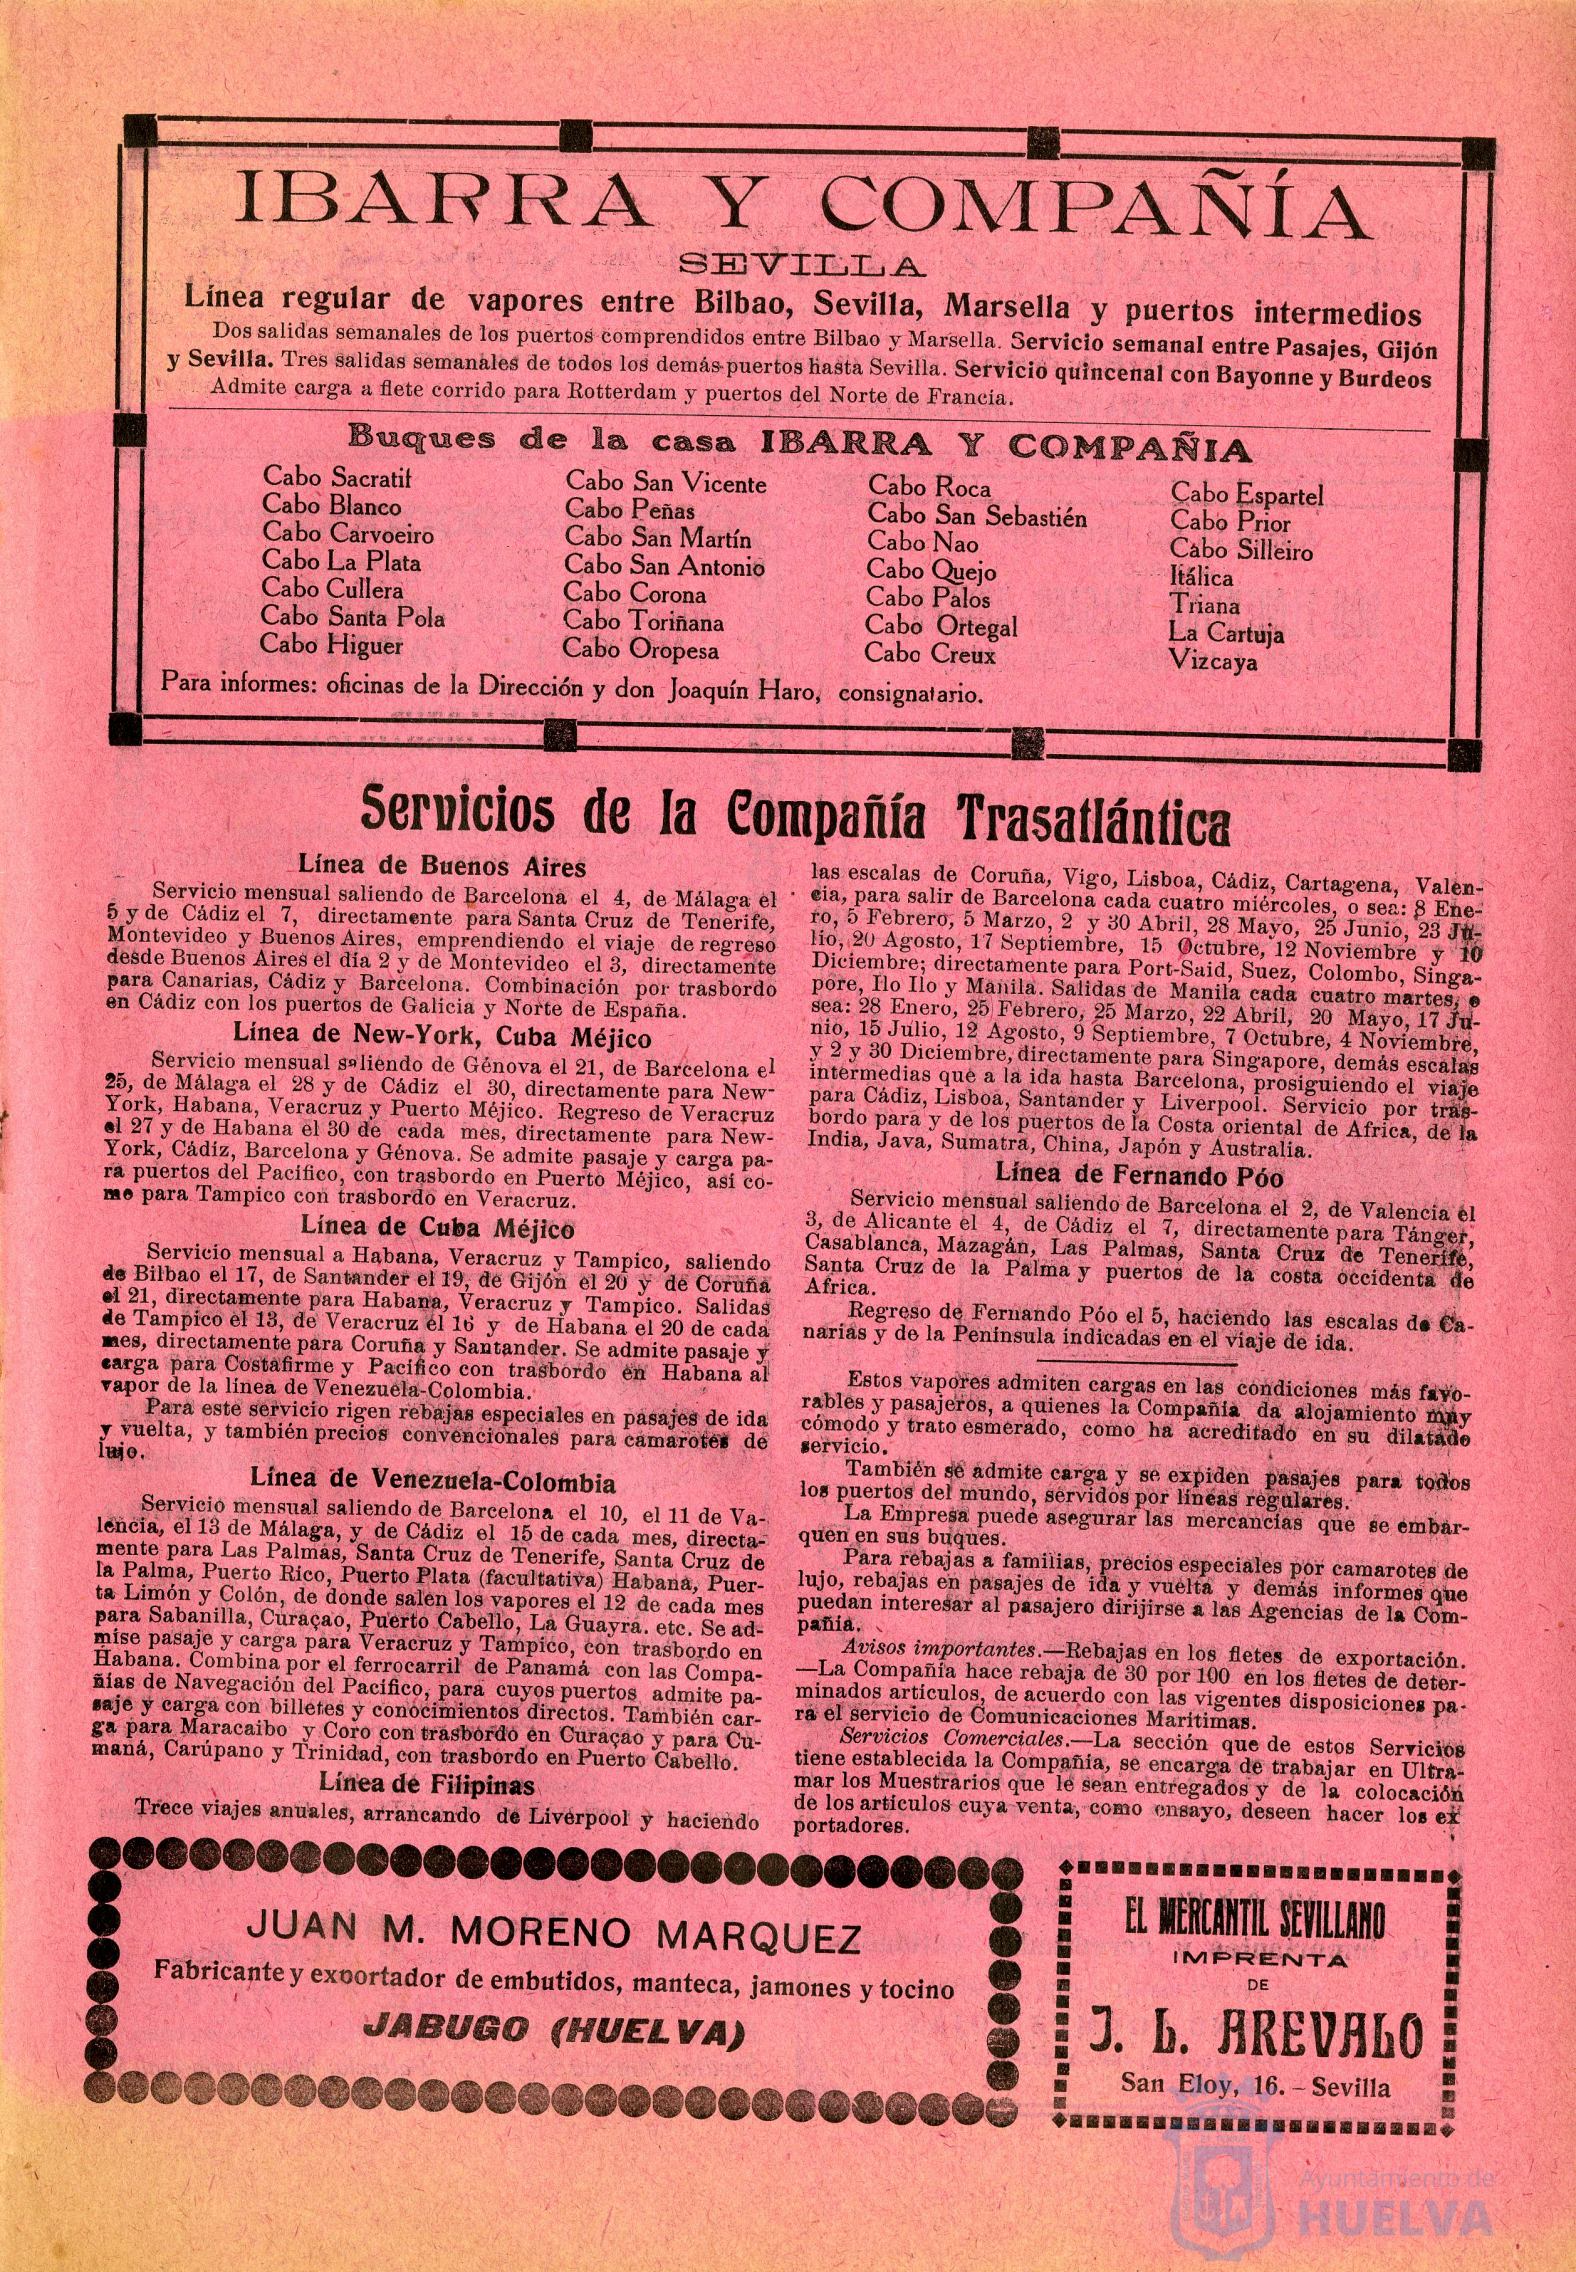 IBARRA Y COMPAÑÍA
SEVILLA
Línea regular de vapores entre Bilbao, Sevilla, Marsella y puertos intermedios
Dos salidas semanales de los puertos comprendidos entre Bilbao y Marsella. Servicio semanal entre Pasajes, Gijón
y Sevilla. Tres salidas semanales de todos los demás puertos hasta Sevilla. Servicio quincenal con Bayonne y Burdeos
Admite carga a flete corrido para Rotterdam y puertos del Norte de Francia.
Buques de la casa IBARRA Y COMPAÑIA
Cabo Sacratif
Cabo Blanco
Cabo Carvoeiro
Cabo La Plata
Cabo Cullera
Cabo Santa Pola
Cabo Higuer
Cabo San Vicente
Cabo Peñas
Cabo San Martín
Cabo San Antonio
Cabo Corona
Cabo Toriñana
Cabo Oropesa
Cabo Roca
Cabo San Sebastién
Cabo Nao
Cabo Quejo
Cabo Palos
Cabo Ortegal
Cabo Creux
Cabo Espartel
Cabo Prior
Cabo Silleiro
Itálica
Triana
La Cartuja
Vizcaya
Para informes: oficinas de la Dirección y don Joaquín Haro, consignatario.
Servicios de la Compañía Trasatlántica
Línea de Buenos Aires
Servicio mensual saliendo de Barcelona el 4, de Málaga el
5 y de Cádiz el 7, directamente para Santa Cruz de Tenerife,
Montevideo y Buenos Aires, emprendiendo el viaje de regreso
desde Buenos Aires el día 2 y de Montevideo el 3, directamente
para Canarias, Cádiz y Barcelona. Combinación por trasbordo
en Cádiz con los puertos de Galicia y Norte de España.
Línea de New-York, Cuba Méjico
Servicio mensual saliendo de Génova el 21, de Barcelona el
25, de Málaga el 28 y de Cádiz el 30, directamente para New-
York, Habana, Veracruz y Puerto Méjico. Regreso de Veracruz
el 27 y de Habana el 30 de cada mes, directamente para New-
York, Cádiz, Barcelona y Génova. Se admite pasaje y carga pa-
ra puertos del Pacífico, con trasbordo en Puerto Méjico, así co-
mo para Tampico con trasbordo en Veracruz.
Línea de Cuba Méjico
Servicio mensual a Habana, Veracruz y Tampico, saliendo
de Bilbao el 17, de Santander el 19, de Gijón el 20 y de Coruña
el 21, directamente para Habana, Veracruz y Tampico. Salidas
de Tampico el 13, de Veracruz el 16 y de Habana el 20 de cada
mes, directamente para Coruña y Santander. Se admite pasaje y
carga para Costafirme y Pacífico con trasbordo en Habana al
vapor de la línea de Venezuela-Colombia.
Para este servicio rigen rebajas especiales en pasajes de ida
y vuelta, y también precios convencionales para camarotes de
lujo.
Línea de Venezuela-Colombia
Servicio mensual saliendo de Barcelona el 10, el 11 de Va-
lencia, el 13 de Málaga, y de Cádiz el 15 de cada mes, directa-
mente para Las Palmas, Santa Cruz de Tenerife, Santa Cruz de
la Palma, Puerto Rico, Puerto Plata (facultativa) Habana, Puer-
ta Limón y Colón, de donde salen los vapores el 12 de cada mes
para Sabanilla, Curaçao, Puerto Cabello, La Guayra. etc. Se ad-
mise pasaje y carga para Veracruz y Tampico, con trasbordo en
Habana. Combina por el ferrocarril de Panamá con las Compa-
ñias de Navegación del Pacífico, para cuyos puertos admite pa-
saje y carga con billetes y conocimientos directos. También car-
ga para Maracaibo y Coro con trasbordo en Curaçao y para Cu-
maná, Carúpano y Trinidad, con trasbordo en Puerto Cabello.
Línea de Filipinas
Trece viajes anuales, arrancando de Liverpool y haciendo
las escalas de Coruña, Vigo, Lisboa, Cádiz, Cartagena, Valen-
cia, para salir de Barcelona cada cuatro miércoles, o sea: 8 Ene-
ro, 5 Febrero, 5 Marzo, 2 y 30 Abril, 28 Mayo, 25 Junio, 23 Ju-
lio, 20 Agosto, 17 Septiembre, 15 Octubre, 12 Noviembre y 10
Diciembre; directamente para Port-Said, Suez, Colombo, Singa-
pore, Ilo Ilo y Manila. Salidas de Manila cada cuatro martes, o
sea: 28 Enero, 25 Febrero, 25 Marzo, 22 Abril, 20 Mayo, 17 Ju-
nio, 15 Julio, 12 Agosto, 9 Septiembre, 7 Octubre, 4 Noviembre,
y 2 y 30 Diciembre, directamente para Singapore, demás escalas
intermedias que a la ida hasta Barcelona, prosiguiendo el viaje
para Cádiz, Lisboa, Santander y Liverpool. Servicio por tras-
bordo para y de los puertos de la Costa oriental de Africa, de la
India, Java, Sumatra, China, Japón y Australia.
Línea de Fernando Póo
Servicio mensual saliendo de Barcelona el 2, de Valencia el
3, de Alicante el 4, de Cádiz el 7, directamente para Tánger,
Casablanca, Mazagán, Las Palmas, Santa Cruz de Tenerife,
Santa Cruz de la Palma y puertos de la costa occidenta de
Africa.
Regreso de Fernando Póo el 5, haciendo las escalas de Ca-
narias y de la Península indicadas en el viaje de ida.
Estos vapores admiten cargas en las condiciones más favo-
rables y pasajeros, a quienes la Compañía da alojamiento muy
cómodo y trato esmerado, como ha acreditado en su dilatado
servicio.
También se admite carga y se expiden pasajes para todos
los puertos del mundo, servidos por líneas regulares.
La Empresa puede asegurar las mercancías que se embar-
quen en sus buques.
Para rebajas a familias, precios especiales por camarotes de
lujo, rebajas en pasajes de ida y vuelta y demás informes que
puedan interesar al pasajero dirijirse a las Agencias de la Com-
pañia.
Avisos importantes.—Rebajas en los fletes de exportación.
—La Compañía hace rebaja de 30 por 100 en los fletes de deter-
minados artículos, de acuerdo con las vigentes disposiciones pa-
ra el servicio de Comunicaciones Marítimas.
Servicios Comerciales.—La sección que de estos Servicios
tiene establecida la Compañía, se encarga de trabajar en Ultra-
mar los Muestrarios que le sean entregados y de la colocación
de los artículos cuya venta, como ensayo, deseen hacer los ex
portadores.
JUAN M. MORENO MARQUEZ
Fabricante y exportador de embutidos, manteca, jamones y tocino
JABUGO (HUELVA)
EL MERCANTIL SEVILLANO
IMPRENTA
DE
J. L. AREVALO
San Eloy, 16. - Sevilla
Ayuntamiento de
HUELVA